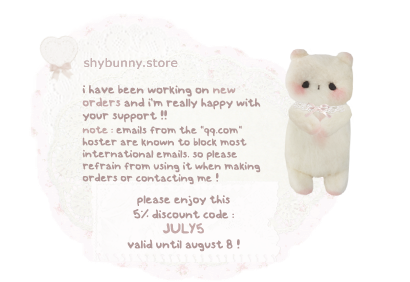 shybunny.store
i have been working on new
orders and i'm really happy with
your support !!
note : emails from the "qq.com"
hoster are known to block most
international emails. so please
refrain from using it when making
orders or contacting me !
please enjoy this
5% discount code :
JULY5
valid until august 8 !